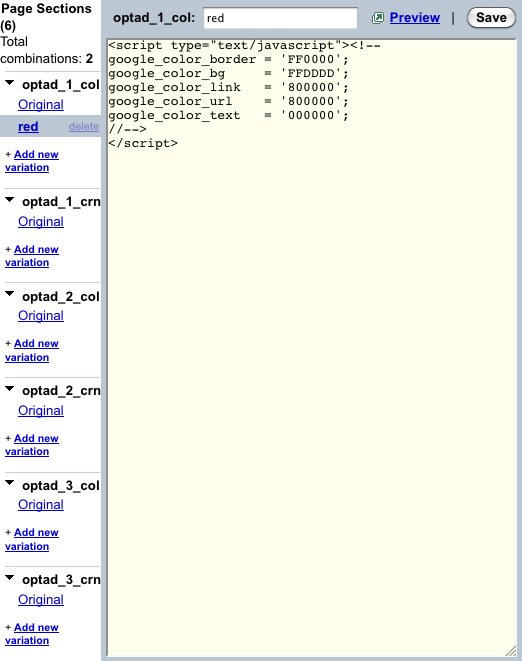 Page Sections
(6)
Total
combinations: 2
optad_1_col
Original
red delete
+ Add new
variation
optad_1_crn
Original
+ Add new
variation
optad_2_col
Original
+ Add new
variation
optad_2_crn
Original
+ Add new
variation
optad_3_col
Original
+ Add new
variation
optad_3_crn
Original
+ Add new
variation
optad_1_col: red Preview | Save
<script type="text/javascript"><!--
google_color_border = 'FF0000';
google_color_bg     = 'FFDDDD';
google_color_link   = '800000';
google_color_url    = '800000';
google_color_text   = '000000';
//-->
</script>